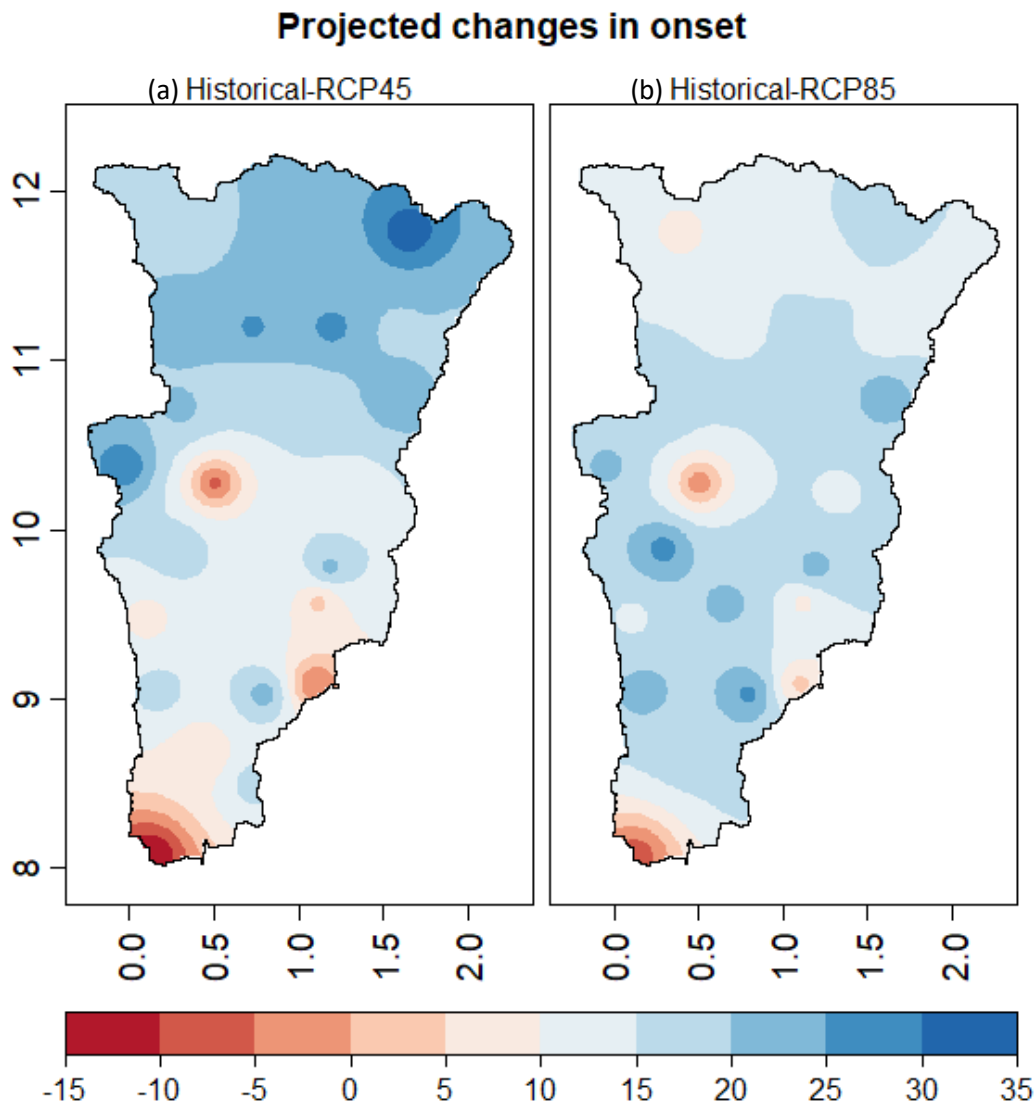 Projected changes in onset
(a) Historical-RCP45
(b) Historical-RCP85
12
11
10
9
8
0.0 0.5 1.0 1.5 2.0
0.0 0.5 1.0 1.5 2.0
-15 -10 -5 0 5 10 15 20 25 30 35